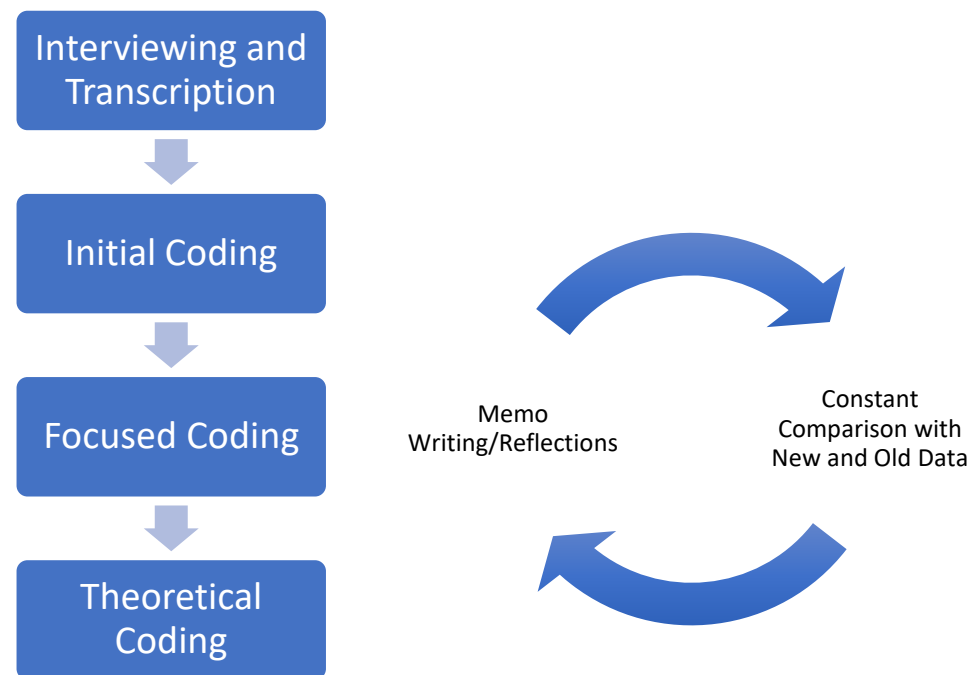 Interviewing and
Transcription
Initial Coding
Focused Coding
Theoretical
Coding
Memo
Writing/Reflections
Constant
Comparison with
New and Old Data